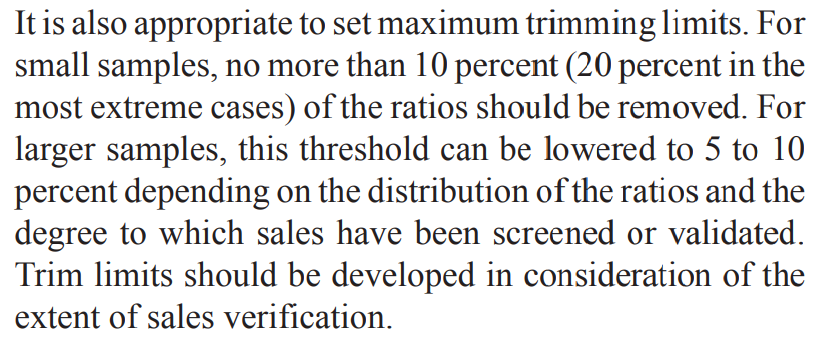 It is also appropriate to set maximum trimming limits. For
small samples, no more than 10 percent (20 percent in the
most extreme cases) of the ratios should be removed. For
larger samples, this threshold can be lowered to 5 to 10
percent depending on the distribution of the ratios and the
degree to which sales have been screened or validated.
Trim limits should be developed in consideration of the
extent of sales verification.